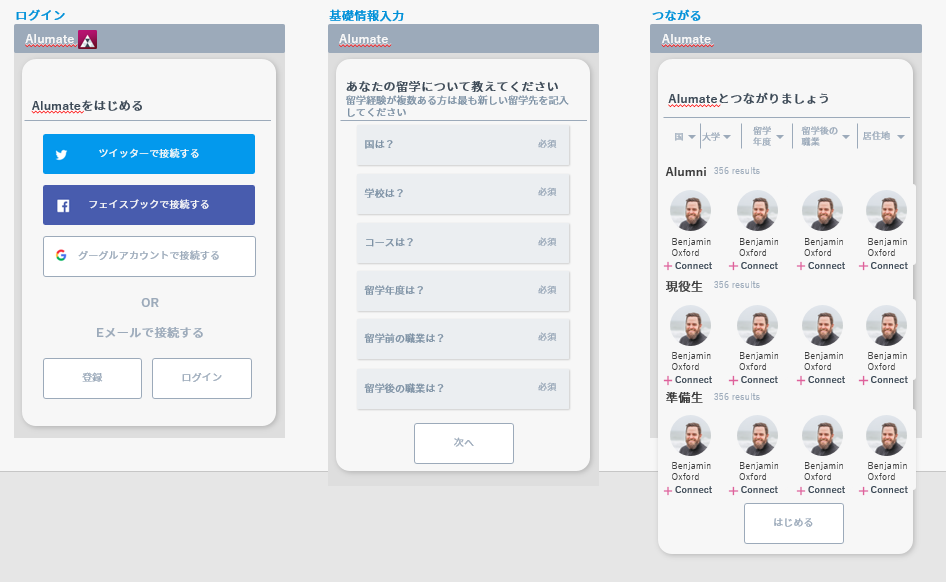 ログイン
Alumate
Alumateをはじめる
ツイッターで接続する
フェイスブックで接続する
グーグルアカウントで接続する
OR
Eメールで接続する
登録
ログイン
基礎情報入力
Alumate
あなたの留学について教えてください
留学経験が複数ある方は最も新しい留学先を記入
してください
国は？ 必須
学校は？ 必須
コースは？ 必須
留学年度は？ 必須
留学前の職業は？ 必須
留学後の職業は？ 必須
次へ
つながる
Alumate
Alumateとつながりましょう
国 大学 留学年度 留学後の職業 居住地
Alumni 356 results
Benjamin Benjamin Benjamin Benjamin
Oxford Oxford Oxford Oxford
+ Connect + Connect + Connect + Connect
現役生 356 results
Benjamin Benjamin Benjamin Benjamin
Oxford Oxford Oxford Oxford
+ Connect + Connect + Connect + Connect
準備生 356 results
Benjamin Benjamin Benjamin Benjamin
Oxford Oxford Oxford Oxford
+ Connect + Connect + Connect + Connect
はじめる